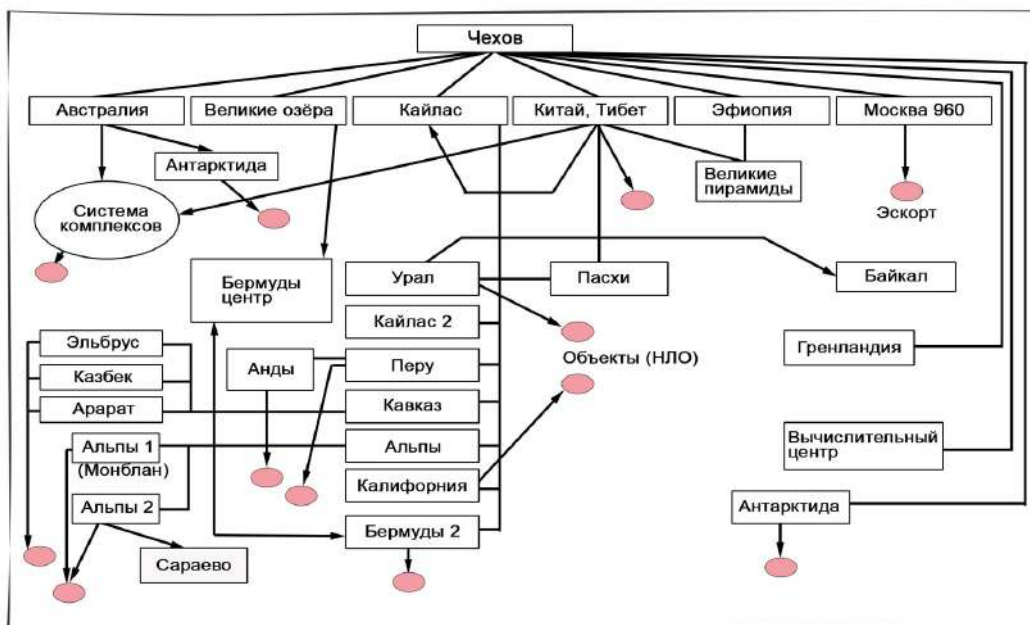 Чехов
Австралия
Великие озёра
Кайлас
Китай, Тибет
Эфиопия
Москва 960
Антарктида
Великие
пирамиды
Система
комплексов
Эскорт
Бермуды
центр
Урал
Пасхи
Байкал
Кайлас 2
Эльбрус
Анды
Перу
Объекты (НЛО)
Гренландия
Казбек
Арарат
Кавказ
Альпы 1
(Монблан)
Альпы
Вычислительный
центр
Калифорния
Альпы 2
Антарктида
Бермуды 2
Сараево